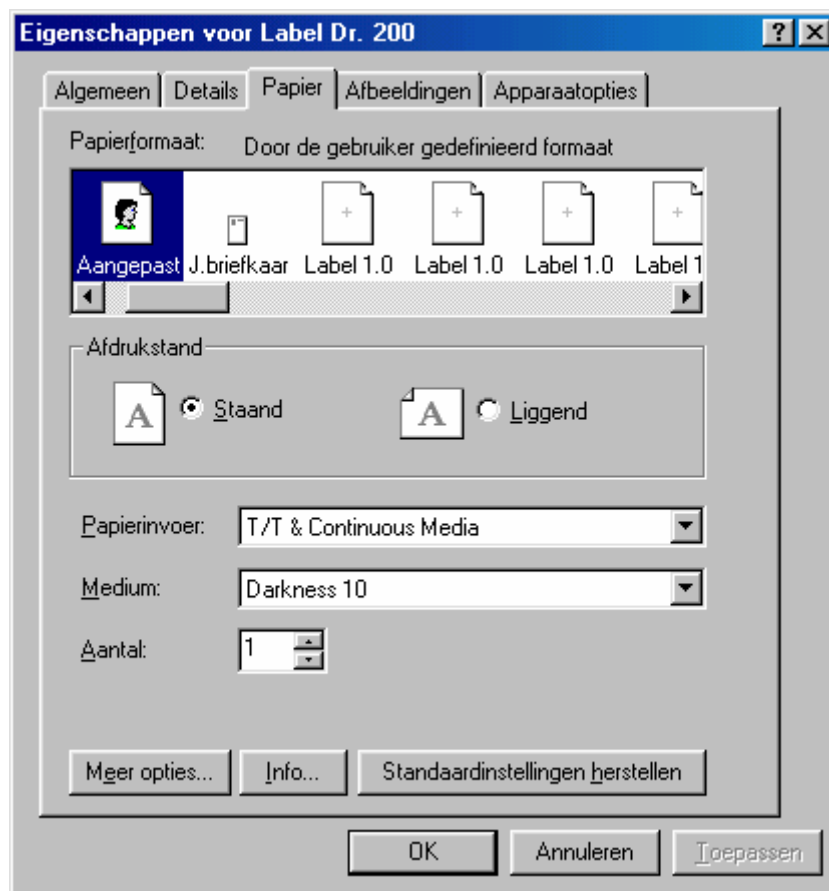 Eigenschappen voor Label Dr. 200
Algemeen Details Papier Afbeeldingen Apparaatopties
Papierformaat: Door de gebruiker gedefinieerd formaat
Aangepast J.briefkaar Label 1.0 Label 1.0 Label 1.0 Label 1
Afdrukstand
A Staand A Liggend
Papierinvoer: T/T & Continuous Media
Medium: Darkness 10
Aantal: 1
Meer opties... Info... Standaardinstellingen herstellen
OK Annuleren Toepassen